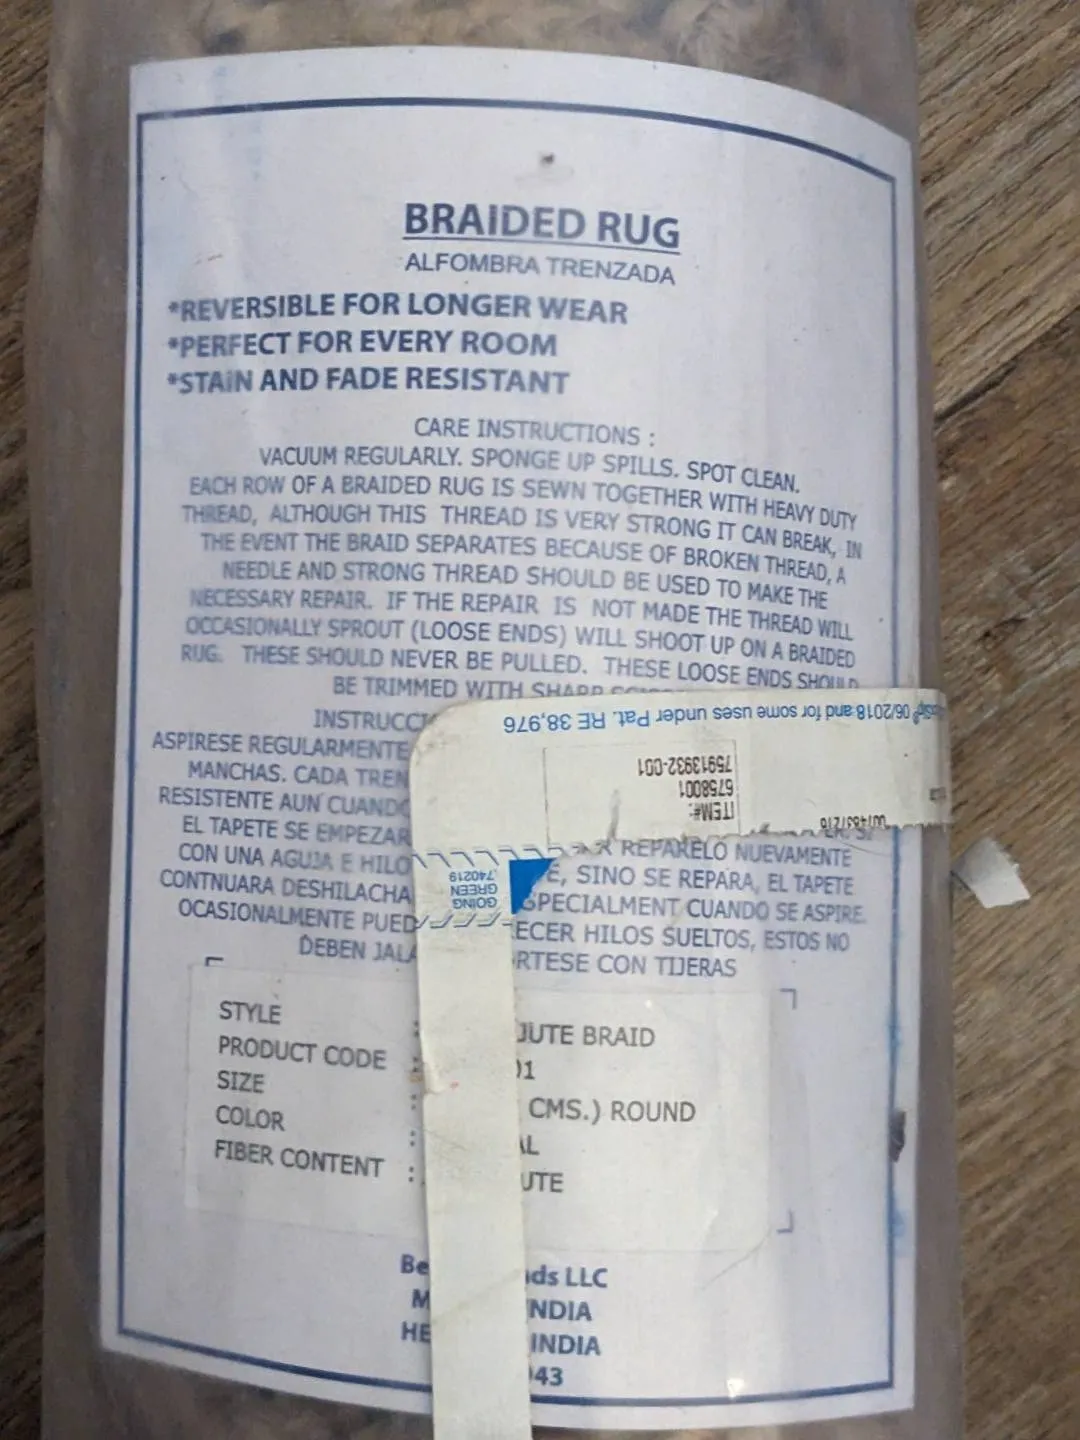 BRAIDED RUG
ALFOMBRA TRENZADA
*REVERSIBLE FOR LONGER WEAR
*PERFECT FOR EVERY ROOM
*STAIN AND FADE RESISTANT
CARE INSTRUCTIONS :
VACUUM REGULARLY. SPONGE UP SPILLS. SPOT CLEAN.
EACH ROW OF A BRAIDED RUG IS SEWN TOGETHER WITH HEAVY DUTY
THREAD, ALTHOUGH THIS THREAD IS VERY STRONG IT CAN BREAK, IN
THE EVENT THE BRAID SEPARATES BECAUSE OF BROKEN THREAD, A
NEEDLE AND STRONG THREAD SHOULD BE USED TO MAKE THE
NECESSARY REPAIR. IF THE REPAIR IS NOT MADE THE THREAD WILL
OCCASIONALLY SPROUT (LOOSE ENDS) WILL SHOOT UP ON A BRAIDED
RUG. THESE SHOULD NEVER BE PULLED. THESE LOOSE ENDS SHOULD
BE TRIMMED WITH SHARP
06/2018 and for some uses under Pat. RE 38,976
ITEM#:
6758001
75913932-001
GOING
GREEN
740219
INSTRUCCI
ASPIRESE REGULARMENTE
MANCHAS. CADA TREN
RESISTENTE AUN CUANDO
EL TAPETE SE EMPEZAR REPARELO NUEVAMENTE
CON UNA AGUJA E HILO E, SINO SE REPARA, EL TAPETE
CONTNUARA DESHILACHA SPECIALMENT CUANDO SE ASPIRE.
OCASIONALMENTE PUED ECER HILOS SUELTOS, ESTOS NO
DEBEN JALA RTESE CON TIJERAS
STYLE : JUTE BRAID
PRODUCT CODE : 01
SIZE : CMS.) ROUND
COLOR : AL
FIBER CONTENT : UTE
Be ds LLC
M INDIA
HE INDIA
943